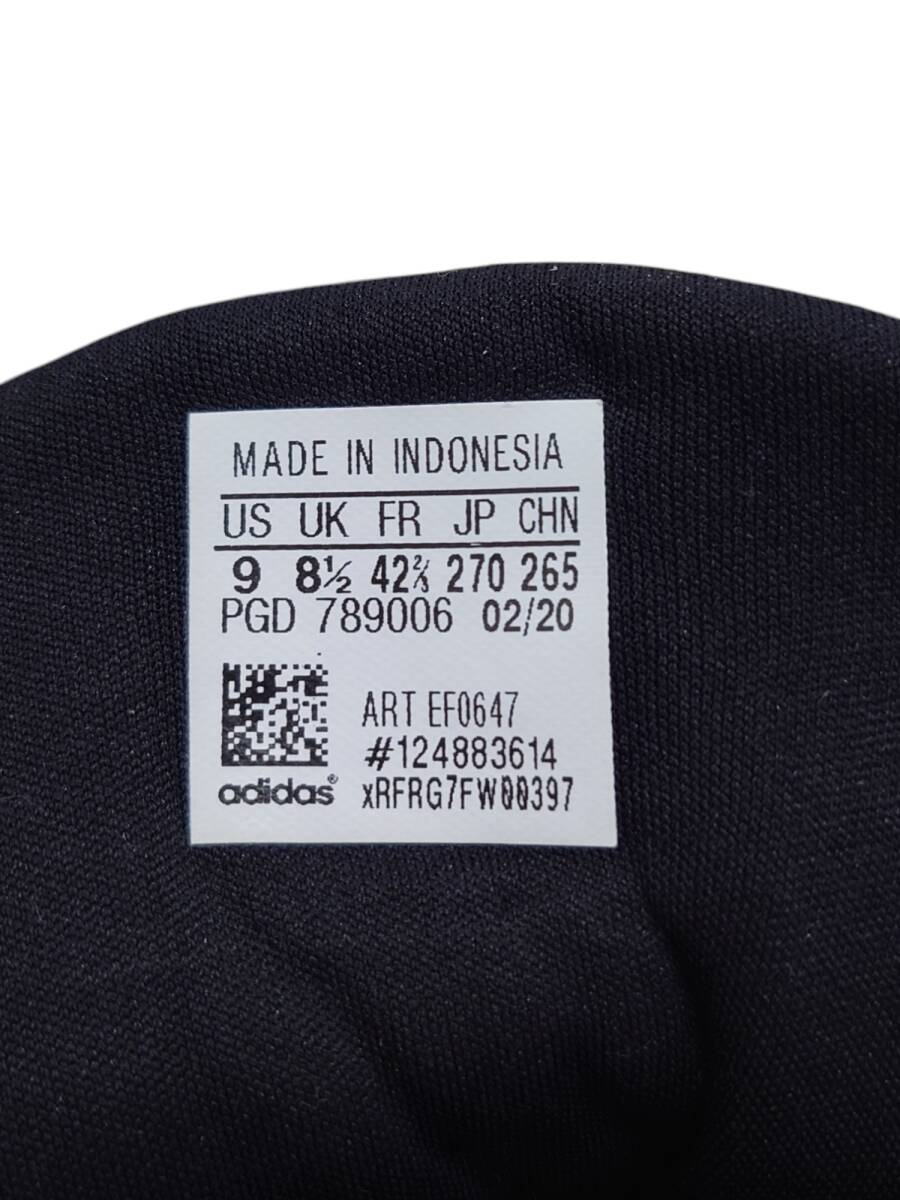 MADE IN INDONESIA
US UK FR JP CHN
9 8½ 42⅔ 270 265
PGD 789006 02/20
ART EF0647
#124883614
adidas® xRFRG7FW00397